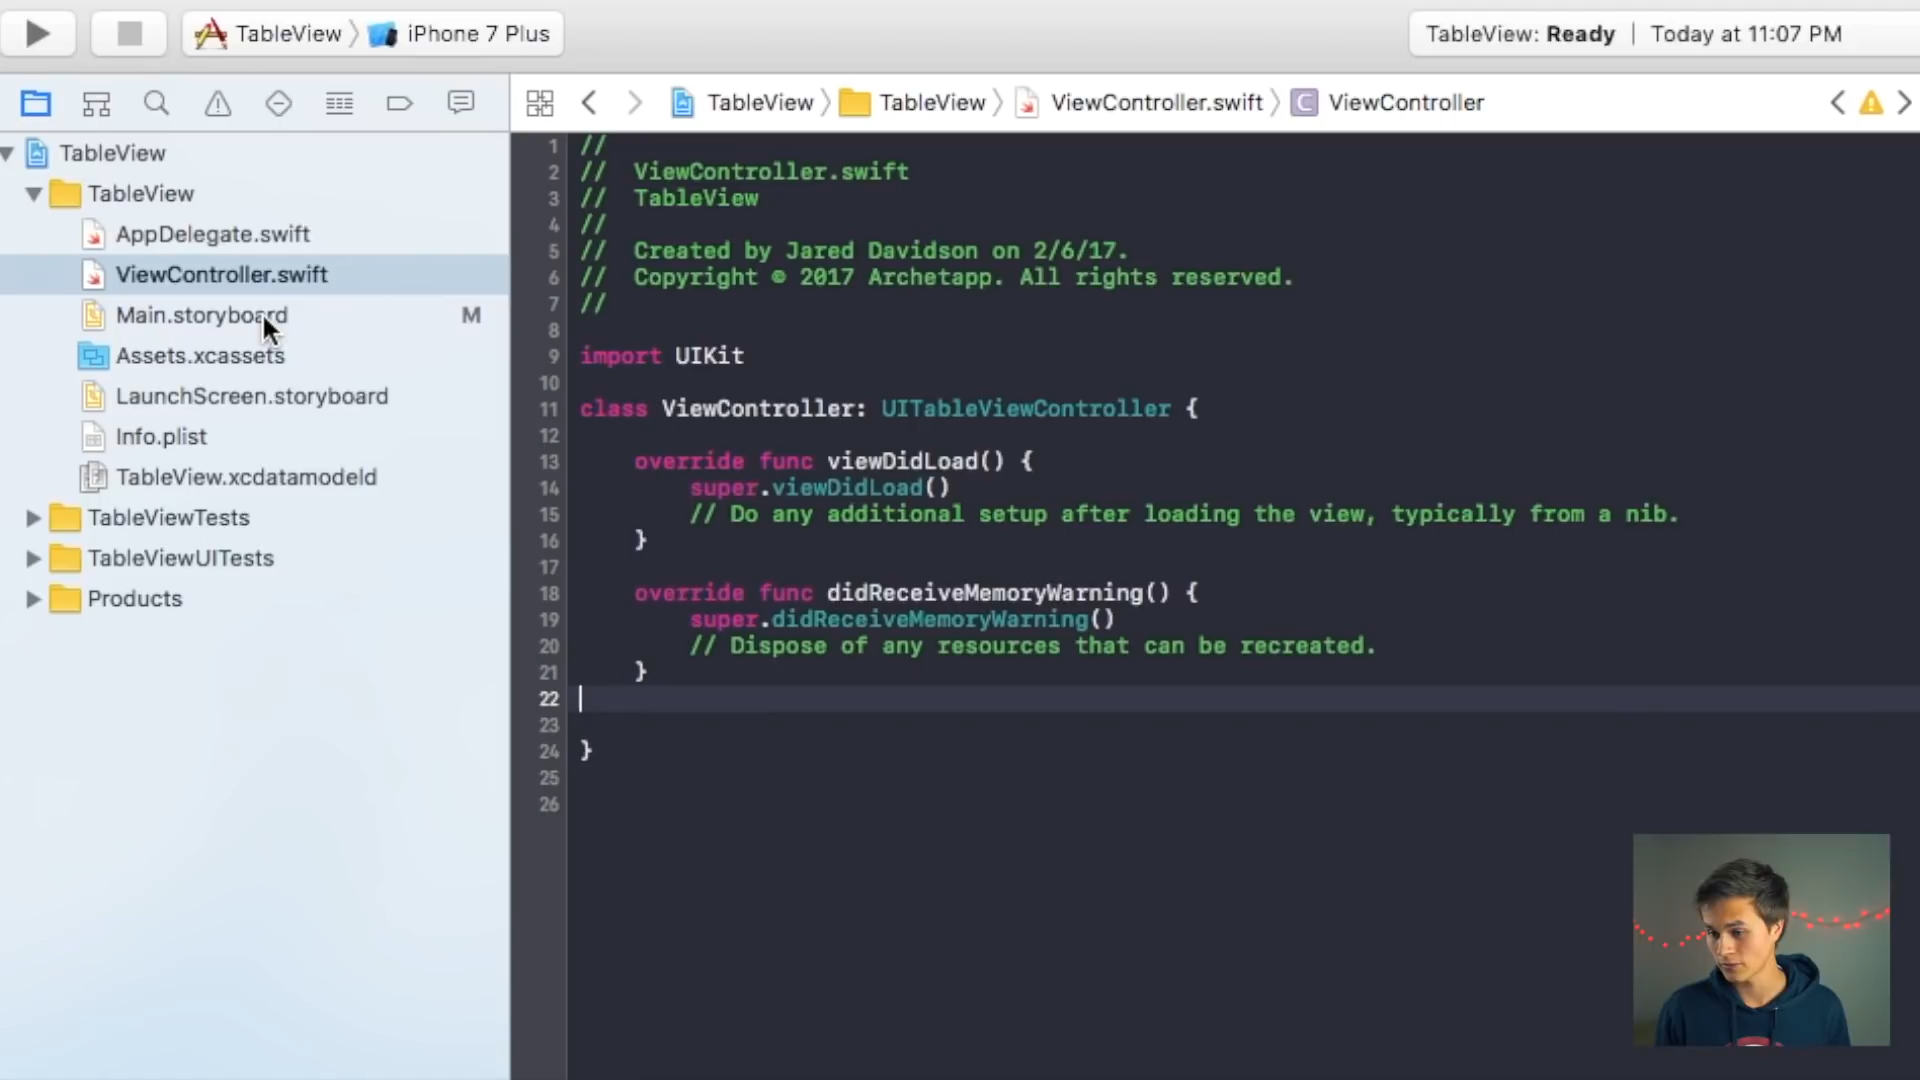 TableView 〉 iPhone 7 Plus
TableView: Ready | Today at 11:07 PM
TableView 〉 TableView 〉 ViewController.swift 〉 C ViewController
TableView
TableView
AppDelegate.swift
ViewController.swift
Main.storyboard M
Assets.xcassets
LaunchScreen.storyboard
Info.plist
TableView.xcdatamodeld
TableViewTests
TableViewUITests
Products
1 //
2 //  ViewController.swift
3 //  TableView
4 //
5 //  Created by Jared Davidson on 2/6/17.
6 //  Copyright © 2017 Archetapp. All rights reserved.
7 //
8
9 import UIKit
10
11 class ViewController: UITableViewController {
12
13     override func viewDidLoad() {
14         super.viewDidLoad()
15         // Do any additional setup after loading the view, typically from a nib.
16     }
17
18     override func didReceiveMemoryWarning() {
19         super.didReceiveMemoryWarning()
20         // Dispose of any resources that can be recreated.
21     }
22
23
24 }
25
26